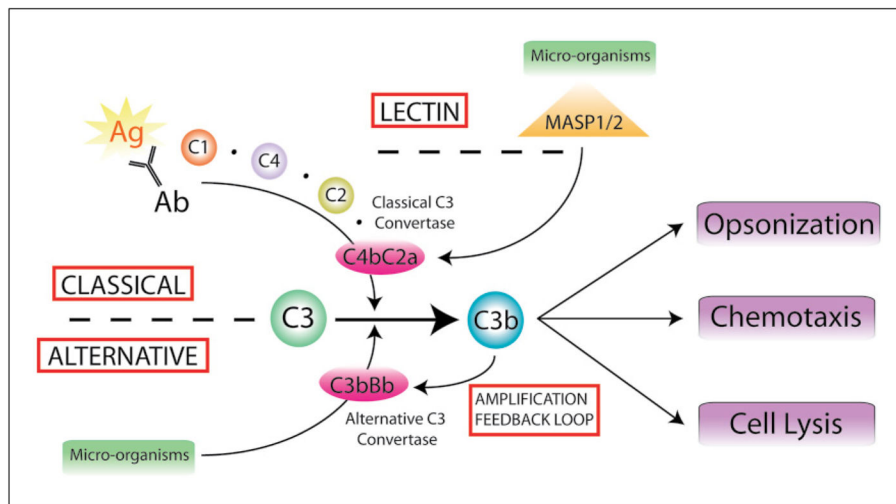 Micro-organisms
LECTIN
MASP1/2
Ag
C1
C4
C2
Ab
Classical C3
Convertase
C4bC2a
Opsonization
CLASSICAL
C3
C3b
Chemotaxis
ALTERNATIVE
C3bBb
AMPLIFICATION
FEEDBACK LOOP
Alternative C3
Convertase
Cell Lysis
Micro-organisms